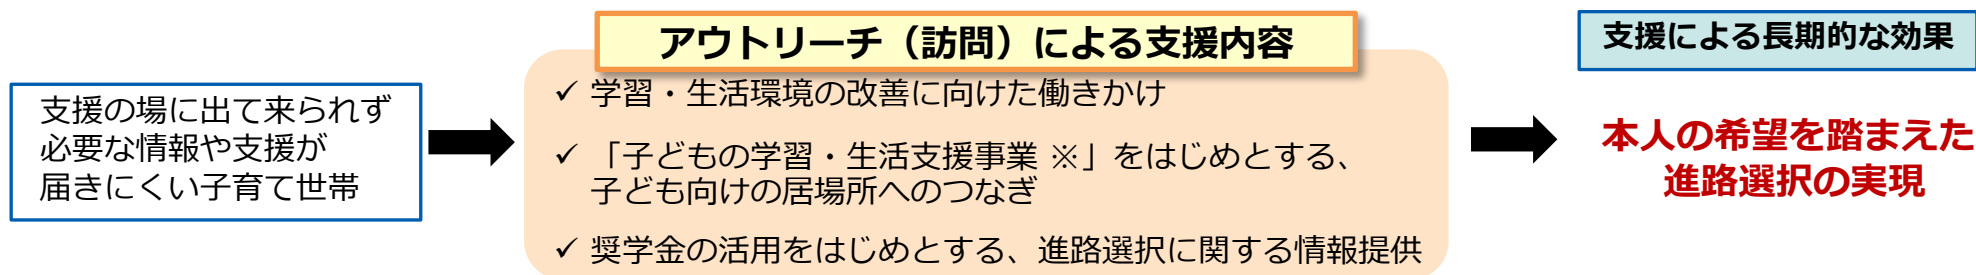 支援の場に出て来られず
必要な情報や支援が
届きにくい子育て世帯
アウトリーチ（訪問）による支援内容
✓ 学習・生活環境の改善に向けた働きかけ
✓ 「子どもの学習・生活支援事業 ※」をはじめとする、
子ども向けの居場所へのつなぎ
✓ 奨学金の活用をはじめとする、進路選択に関する情報提供
支援による長期的な効果
本人の希望を踏まえた
進路選択の実現